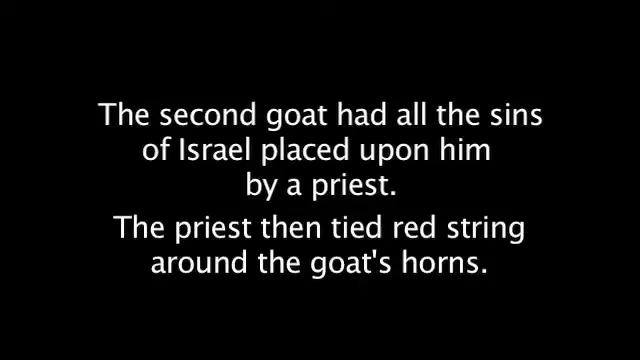 The second goat had all the sins
of Israel placed upon him
by a priest.
The priest then tied red string
around the goat's horns.